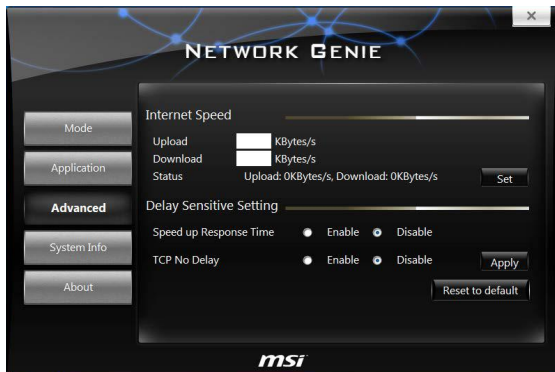 NETWORK GENIE
Mode
Application
Advanced
System Info
About
Internet Speed
Upload KBytes/s
Download KBytes/s
Status Upload: 0KBytes/s, Download: 0KBytes/s Set
Delay Sensitive Setting
Speed up Response Time Enable Disable
TCP No Delay Enable Disable Apply
Reset to default
msi